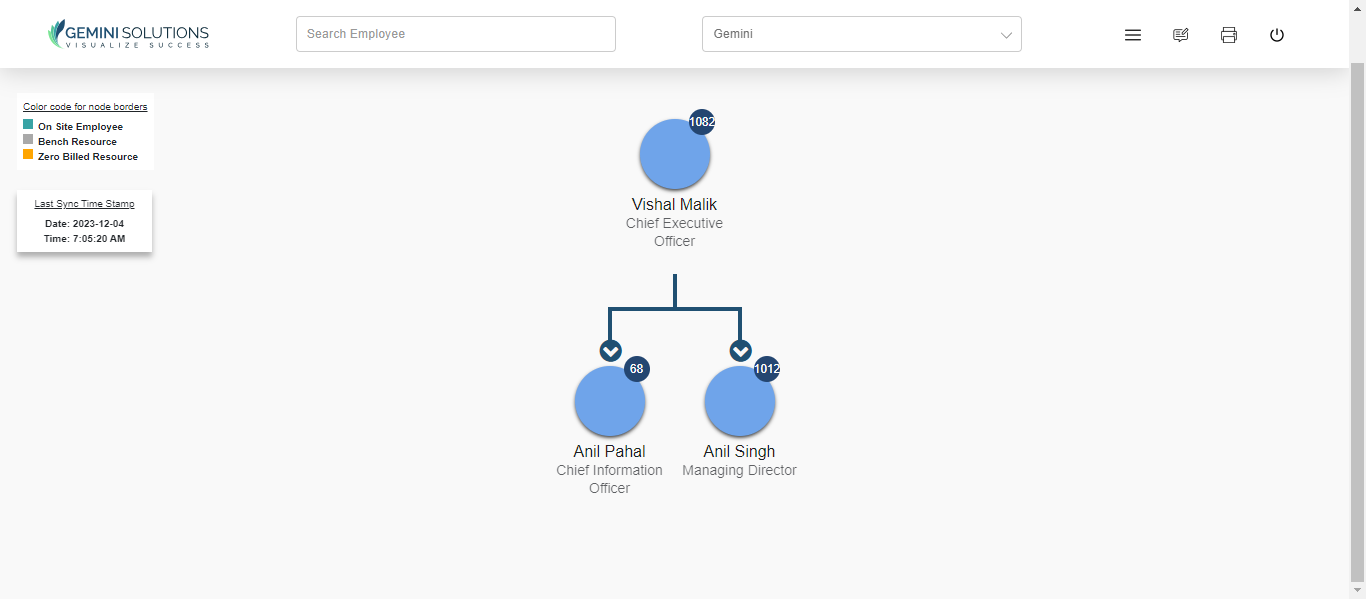 GEMINI SOLUTIONS
VISUALIZE SUCCESS
Search Employee
Gemini
Color code for node borders
On Site Employee
Bench Resource
Zero Billed Resource
Last Sync Time Stamp
Date: 2023-12-04
Time: 7:05:20 AM
1082
Vishal Malik
Chief Executive
Officer
68
Anil Pahal
Chief Information
Officer
1012
Anil Singh
Managing Director